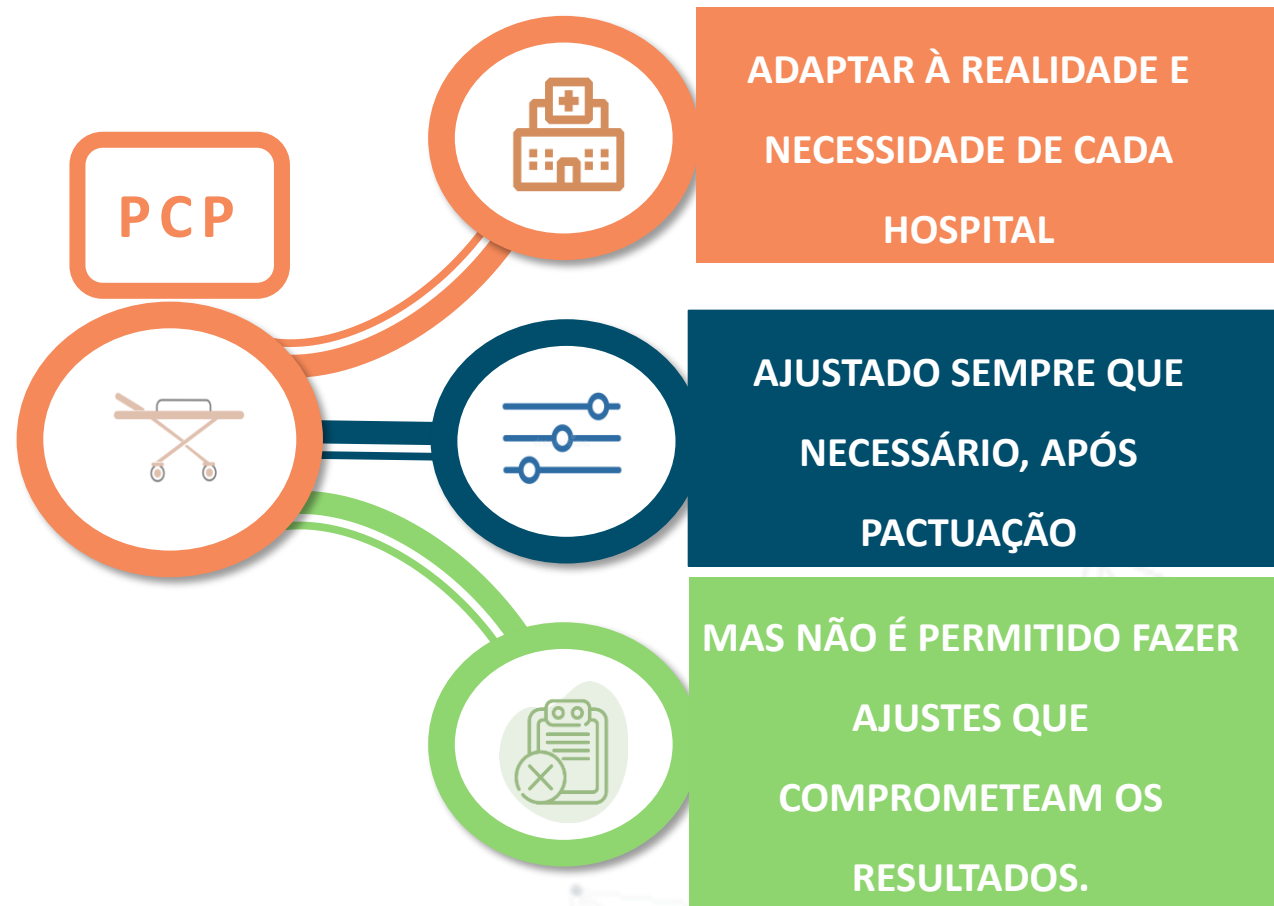 PCP
ADAPTAR À REALIDADE E
NECESSIDADE DE CADA
HOSPITAL
AJUSTADO SEMPRE QUE
NECESSÁRIO, APÓS
PACTUAÇÃO
MAS NÃO É PERMITIDO FAZER
AJUSTES QUE
COMPROMETEAM OS
RESULTADOS.